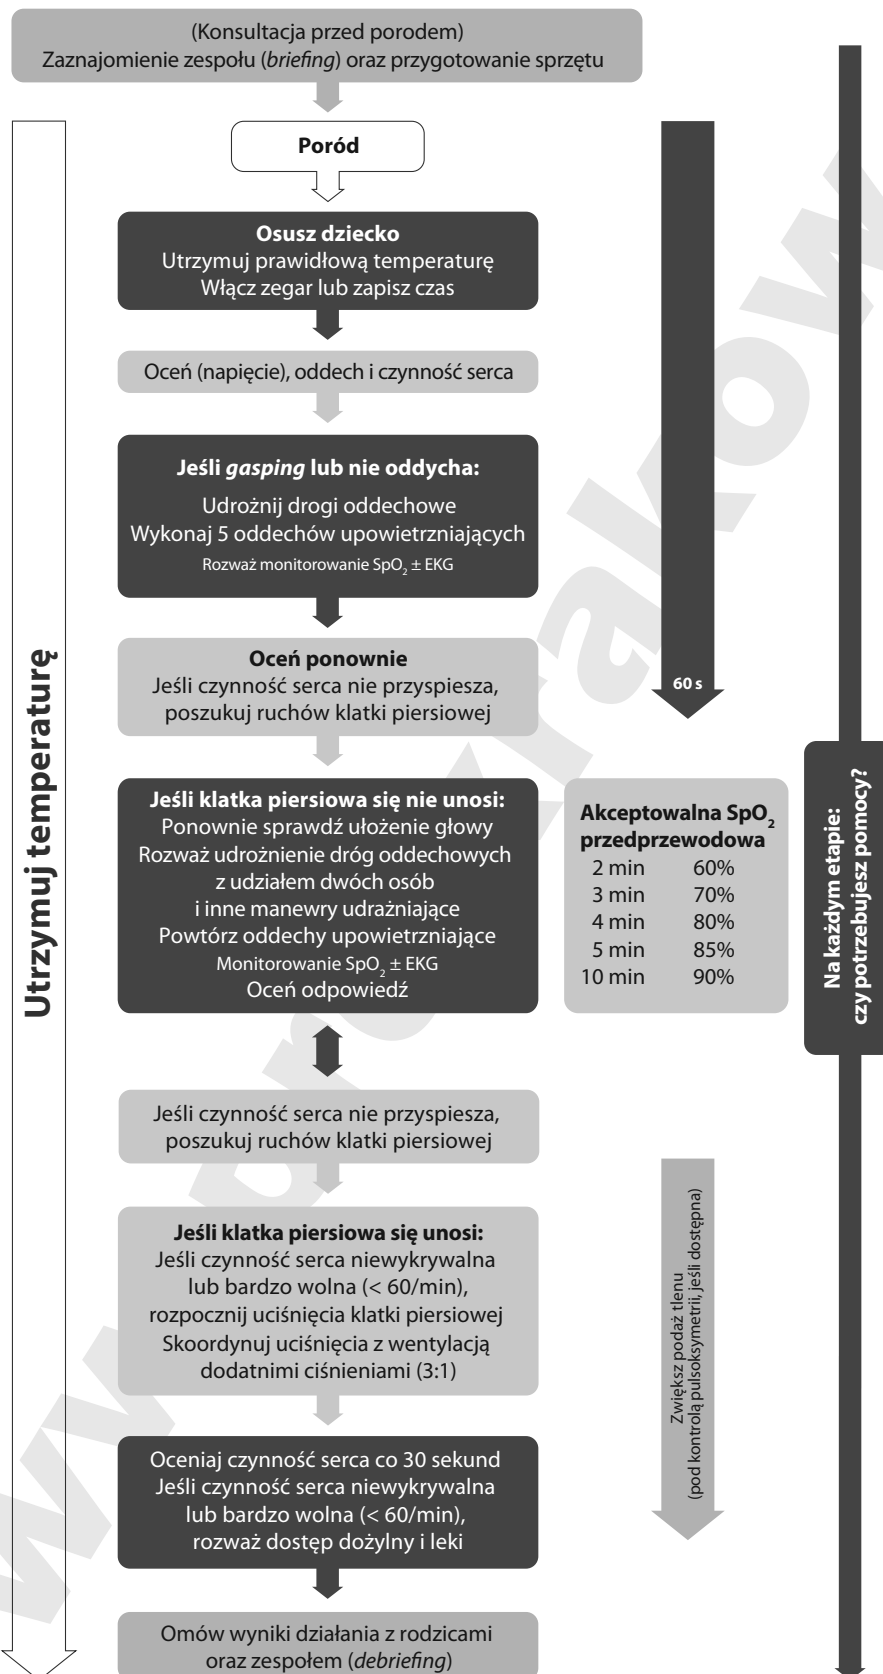 (Konsultacja przed porodem)
Zaznajomienie zespołu (briefing) oraz przygotowanie sprzętu
Poród
Osusz dziecko
Utrzymuj prawidłową temperaturę
Włącz zegar lub zapisz czas
Oceń (napięcie), oddech i czynność serca
Jeśli gasping lub nie oddycha:
Udrożnij drogi oddechowe
Wykonaj 5 oddechów upowietrzniających
Rozważ monitorowanie SpO₂ ± EKG
Oceń ponownie
Jeśli czynność serca nie przyspiesza,
poszukuj ruchów klatki piersiowej
60 s
Jeśli klatka piersiowa się nie unosi:
Ponownie sprawdź ułożenie głowy
Rozważ udrożnienie dróg oddechowych
z udziałem dwóch osób
i inne manewry udrażniające
Powtórz oddechy upowietrzniające
Monitorowanie SpO₂ ± EKG
Oceń odpowiedź
Akceptowalna SpO₂
przedprzewodowa
2 min 60%
3 min 70%
4 min 80%
5 min 85%
10 min 90%
Utrzymuj temperaturę
Na każdym etapie:
czy potrzebujesz pomocy?
Jeśli czynność serca nie przyspiesza,
poszukuj ruchów klatki piersiowej
Jeśli klatka piersiowa się unosi:
Jeśli czynność serca niewykrywalna
lub bardzo wolna (< 60/min),
rozpocznij uciśnięcia klatki piersiowej
Skoordynuj uciśnięcia z wentylacją
dodatnimi ciśnieniami (3:1)
Zwiększ podaż tlenu
(pod kontrolą pulsoksymetrii, jeśli dostępna)
Oceniaj czynność serca co 30 sekund
Jeśli czynność serca niewykrywalna
lub bardzo wolna (< 60/min),
rozważ dostęp dożylny i leki
Omów wyniki działania z rodzicami
oraz zespołem (debriefing)